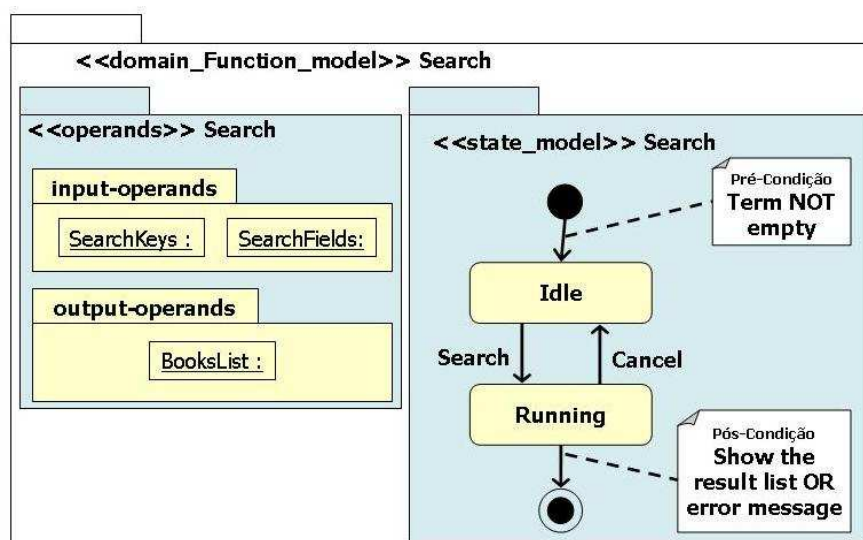 <<domain_Function_model>> Search
<<operands>> Search
input-operands
SearchKeys :
SearchFields:
output-operands
BooksList :
<<state_model>> Search
Pré-Condição
Term NOT
empty
Idle
Search
Cancel
Running
Pós-Condição
Show the
result list OR
error message